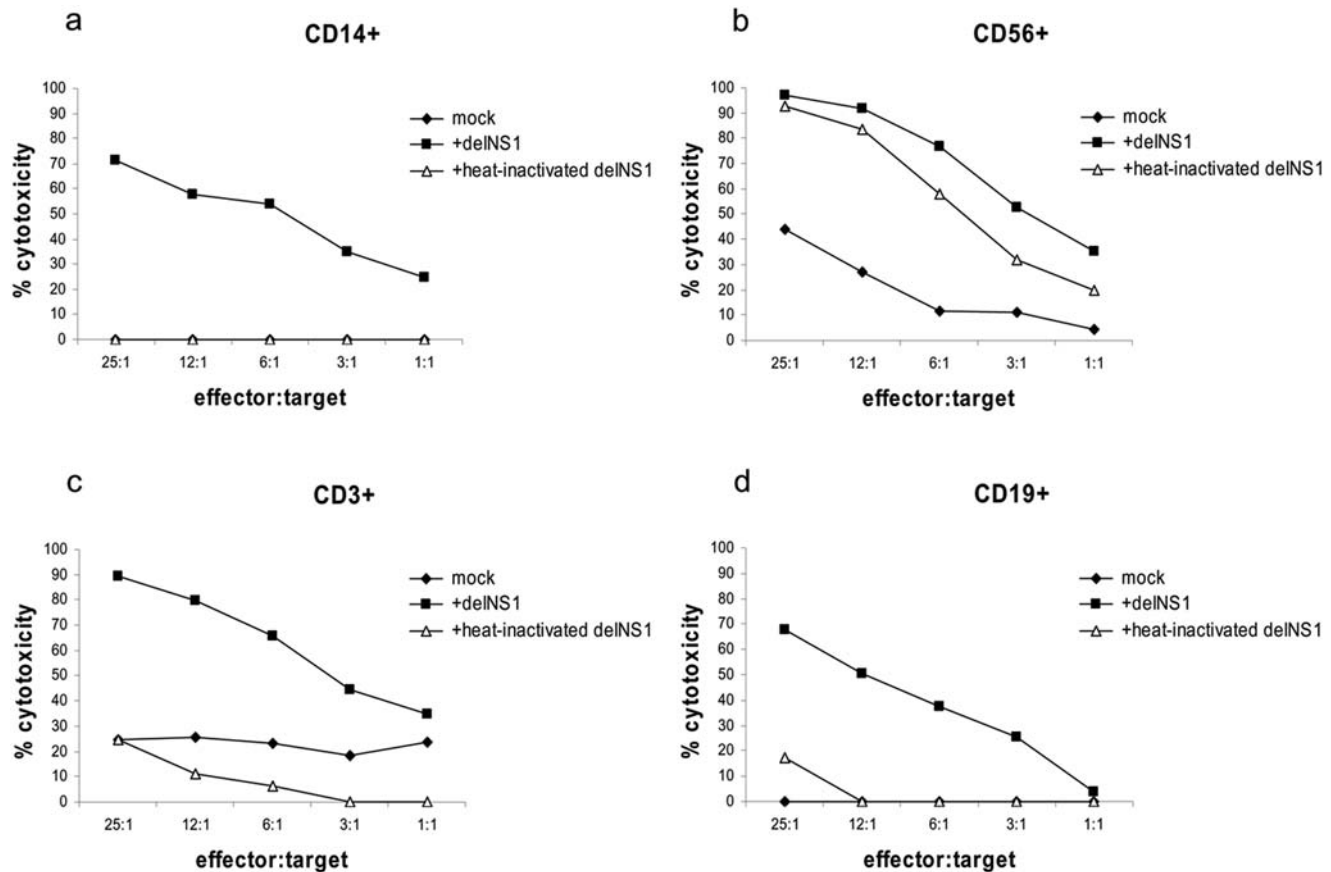 a
CD14+
% cytotoxicity
100
90
80
70
60
50
40
30
20
10
0
25:1 12:1 6:1 3:1 1:1
effector:target
mock
+delNS1
+heat-inactivated delNS1
b
CD56+
% cytotoxicity
100
90
80
70
60
50
40
30
20
10
0
25:1 12:1 6:1 3:1 1:1
effector:target
mock
+delNS1
+heat-inactivated delNS1
c
CD3+
% cytotoxicity
100
90
80
70
60
50
40
30
20
10
0
25:1 12:1 6:1 3:1 1:1
effector:target
mock
+delNS1
+heat-inactivated delNS1
d
CD19+
% cytotoxicity
100
90
80
70
60
50
40
30
20
10
0
25:1 12:1 6:1 3:1 1:1
effector:target
mock
+delNS1
+heat-inactivated delNS1